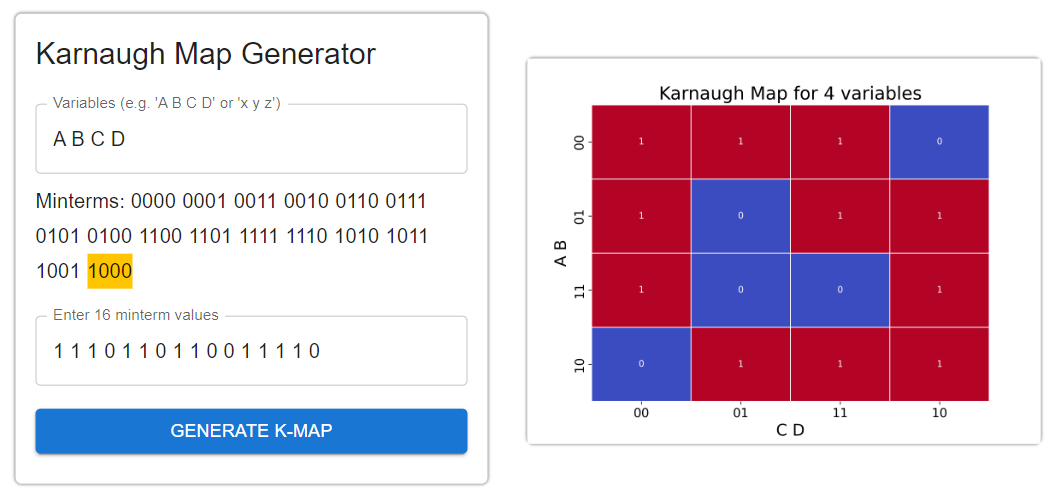 Karnaugh Map Generator
Variables (e.g. 'A B C D' or 'x y z')
A B C D
Minterms: 0000 0001 0011 0010 0110 0111
0101 0100 1100 1101 1111 1110 1010 1011
1001 1000
Enter 16 minterm values
1 1 1 0 1 1 0 1 1 0 0 1 1 1 1 0
GENERATE K-MAP
Karnaugh Map for 4 variables
00 1 1 1 0
01 1 0 1 1
11 1 0 0 1
10 0 1 1 1
A B
00 01 11 10
C D